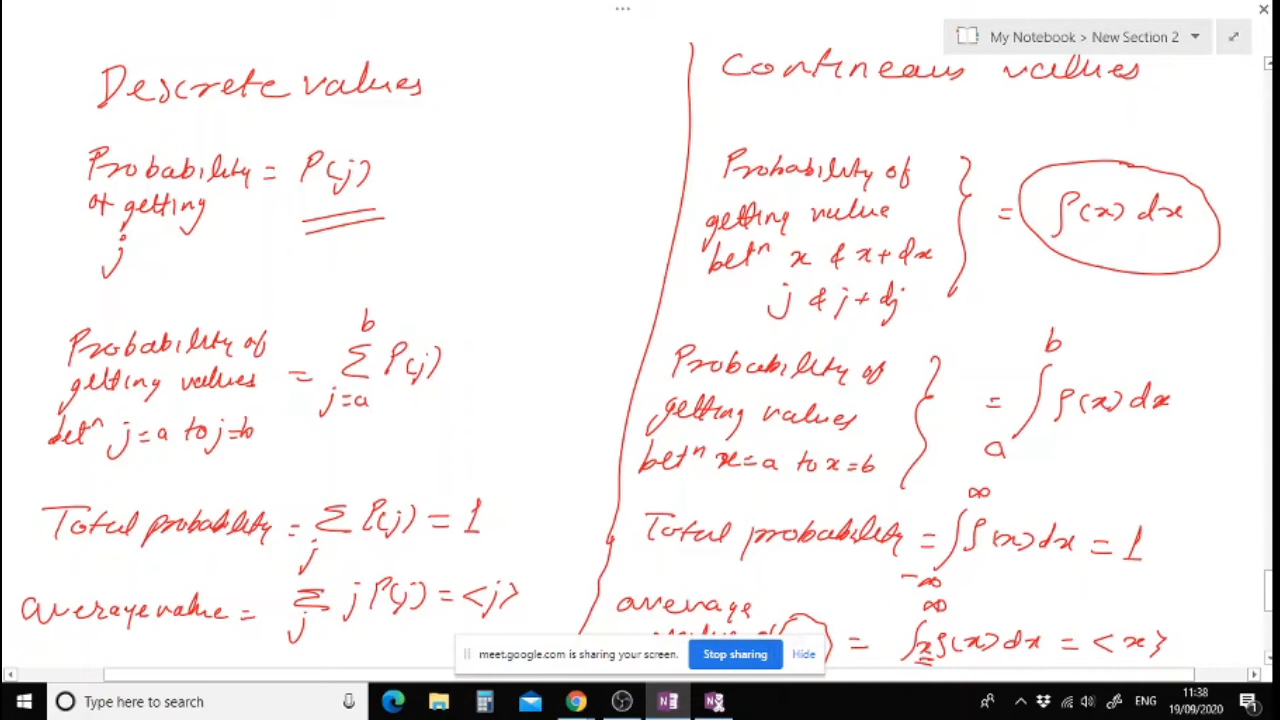 My Notebook > New Section 2
Descrete values
Probability = P(j)
of getting
j
Probability of
getting values
betⁿ j=a to j=b
= b Σ j=a P(j)
Total probability = Σ j P(j) = 1
average value = Σ j j P(j) = <j>
Contineous values
Probability of
getting value
betⁿ x & x+dx
j & j+dj
= ρ(x) dx
Probability of
getting values
betⁿ x=a to x=b
= b ∫ a ρ(x) dx
Total probability = ∞ ∫ -∞ ρ(x) dx = 1
average
= ∞ ∫ x ρ(x) dx = <x>
meet.google.com is sharing your screen. Stop sharing Hide
Type here to search
ENG
11:38
19/09/2020
1